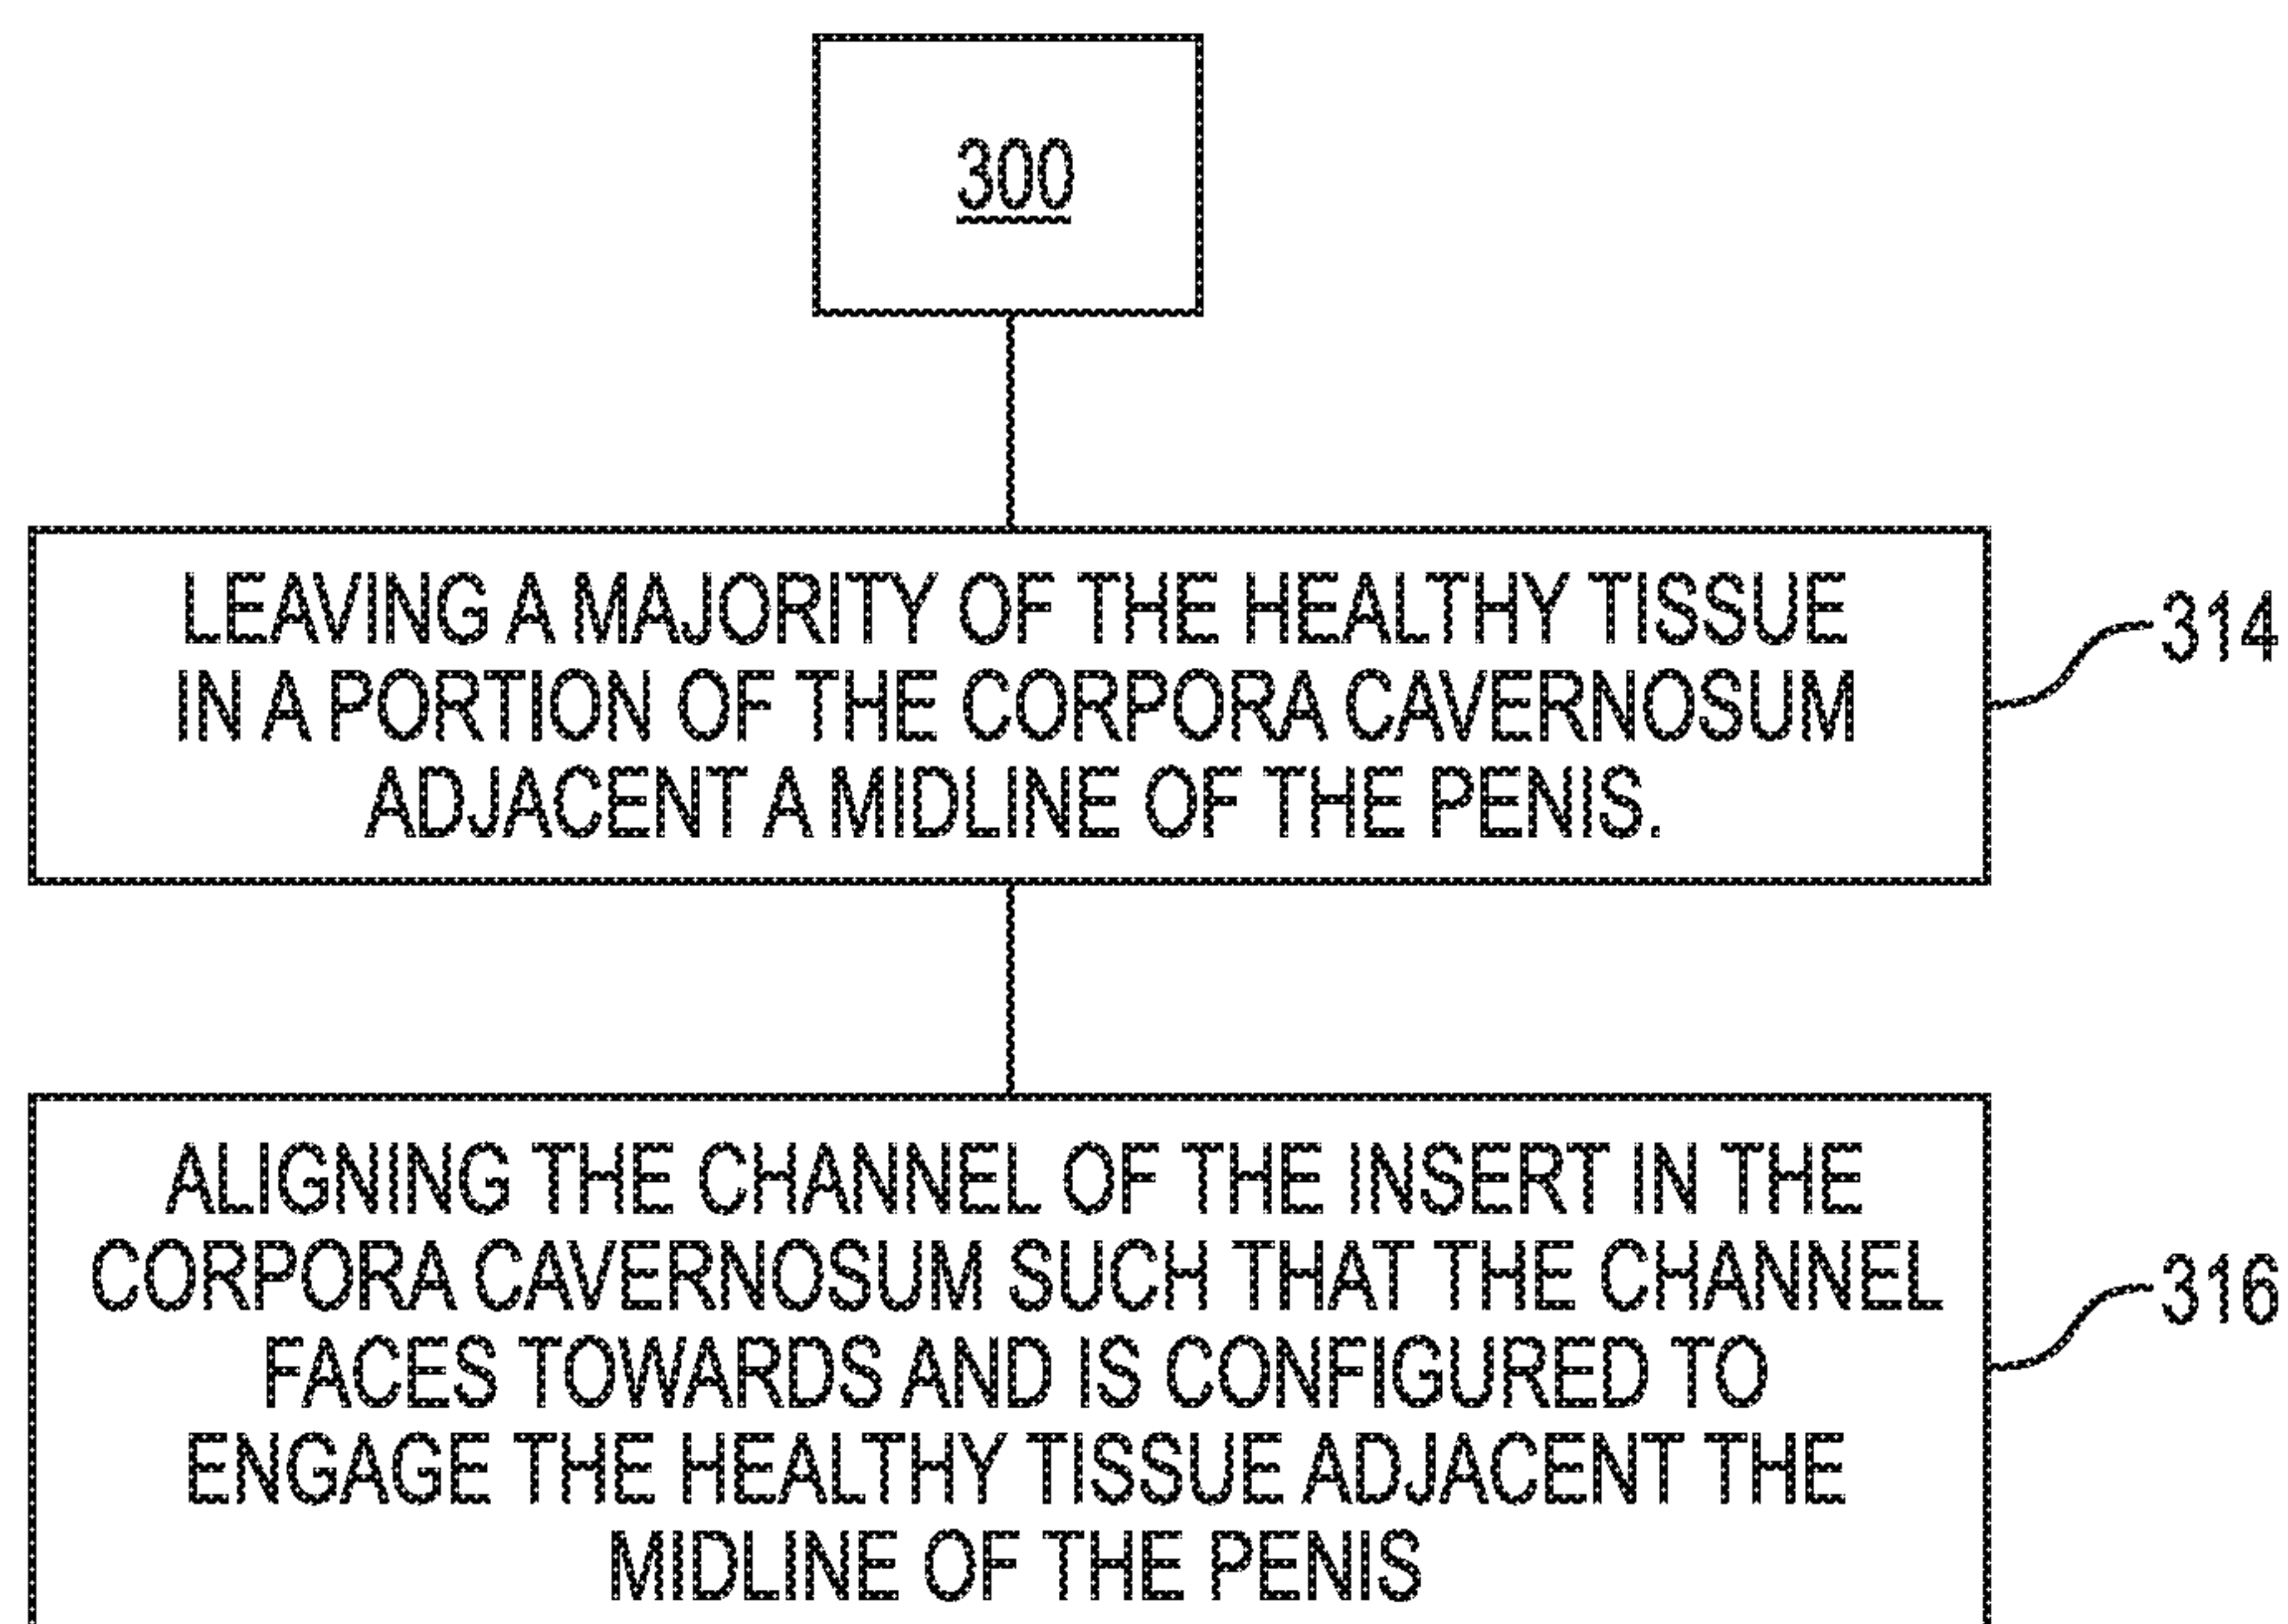 300
LEAVING A MAJORITY OF THE HEALTHY TISSUE
IN A PORTION OF THE CORPORA CAVERNOSUM
ADJACENT A MIDLINE OF THE PENIS.
314
ALIGNING THE CHANNEL OF THE INSERT IN THE
CORPORA CAVERNOSUM SUCH THAT THE CHANNEL
FACES TOWARDS AND IS CONFIGURED TO
ENGAGE THE HEALTHY TISSUE ADJACENT THE
MIDLINE OF THE PENIS
316